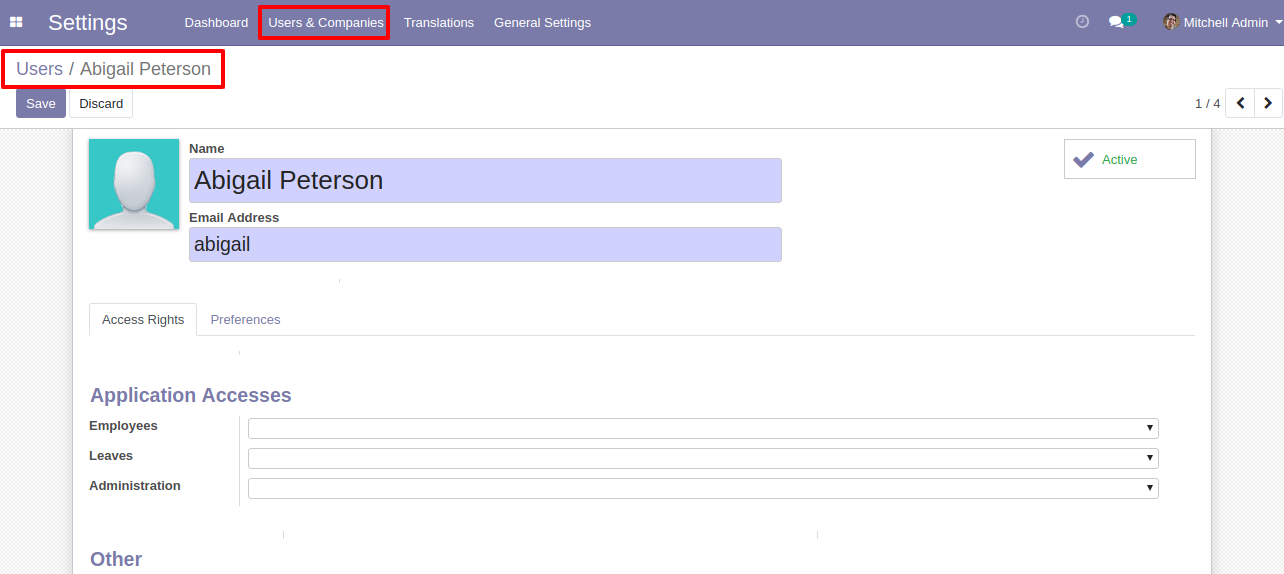 Settings Dashboard Users & Companies Translations General Settings 1 Mitchell Admin
Users / Abigail Peterson
Save Discard 1 / 4
Name
Abigail Peterson
Active
Email Address
abigail
Access Rights Preferences
Application Accesses
Employees
Leaves
Administration
Other